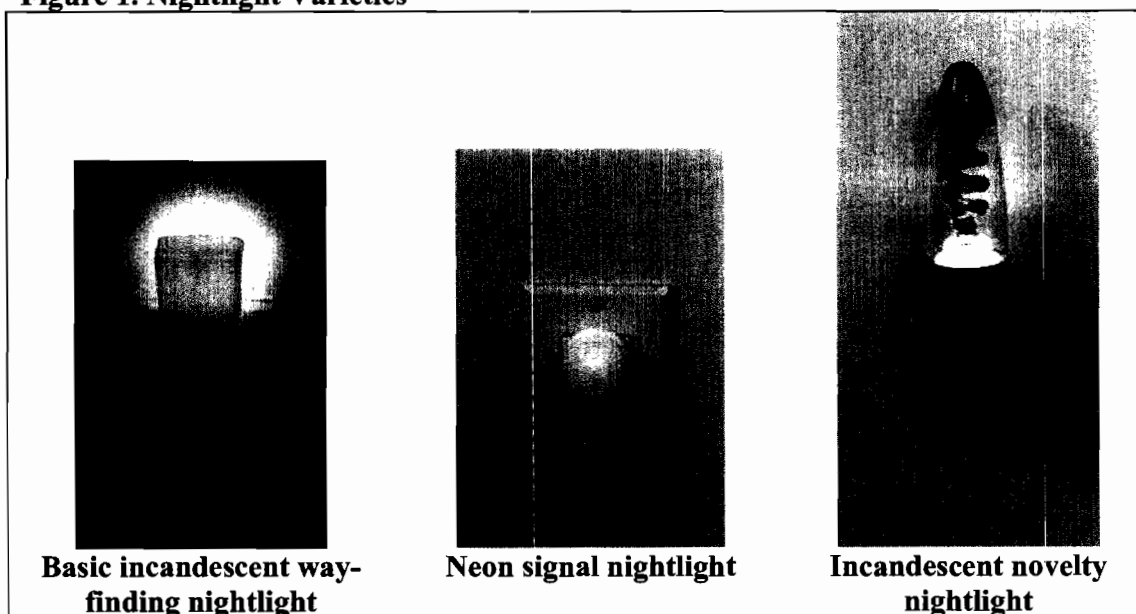 Figure 1. Nightlight Varieties
Basic incandescent way-
finding nightlight
Neon signal nightlight
Incandescent novelty
nightlight